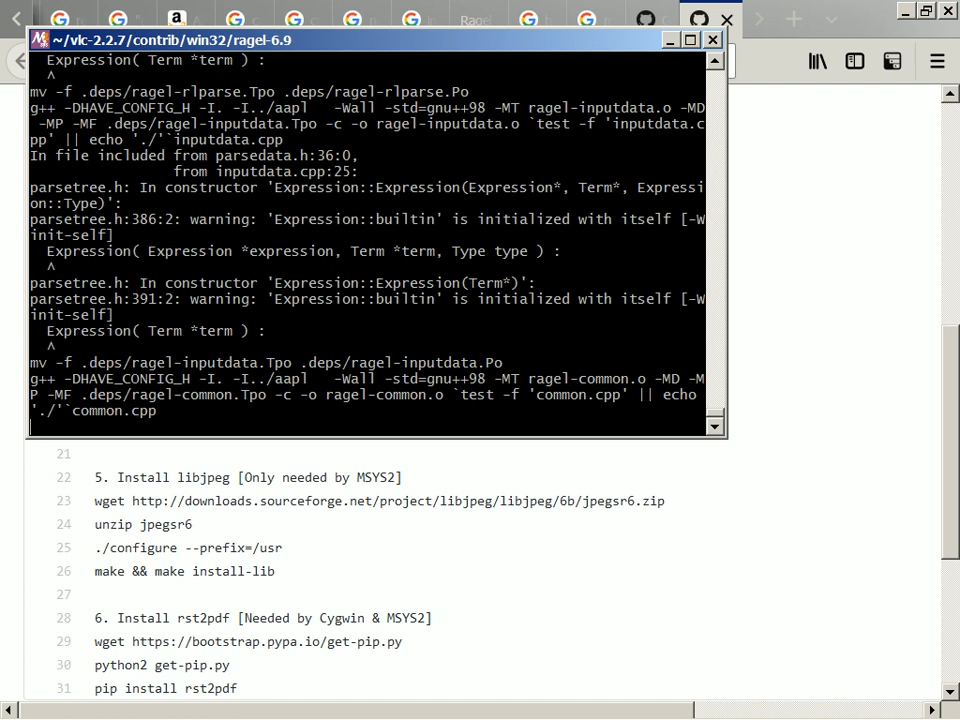 Rage
~/vlc-2.2.7/contrib/win32/ragel-6.9
Expression( Term *term ) :
^
mv -f .deps/ragel-rlparse.Tpo .deps/ragel-rlparse.Po
g++ -DHAVE_CONFIG_H -I. -I../aapl   -Wall -std=gnu++98 -MT ragel-inputdata.o -MD
-MP -MF .deps/ragel-inputdata.Tpo -c -o ragel-inputdata.o `test -f 'inputdata.c
pp' || echo './'`inputdata.cpp
In file included from parsedata.h:36:0,
from inputdata.cpp:25:
parsetree.h: In constructor 'Expression::Expression(Expression*, Term*, Expressi
on::Type)':
parsetree.h:386:2: warning: 'Expression::builtin' is initialized with itself [-W
init-self]
Expression( Expression *expression, Term *term, Type type ) :
^
parsetree.h: In constructor 'Expression::Expression(Term*)':
parsetree.h:391:2: warning: 'Expression::builtin' is initialized with itself [-W
init-self]
Expression( Term *term ) :
^
mv -f .deps/ragel-inputdata.Tpo .deps/ragel-inputdata.Po
g++ -DHAVE_CONFIG_H -I. -I../aapl   -Wall -std=gnu++98 -MT ragel-common.o -MD -M
P -MF .deps/ragel-common.Tpo -c -o ragel-common.o `test -f 'common.cpp' || echo
'./'`common.cpp
21
22 5. Install libjpeg [Only needed by MSYS2]
23 wget http://downloads.sourceforge.net/project/libjpeg/libjpeg/6b/jpegsr6.zip
24 unzip jpegsr6
25 ./configure --prefix=/usr
26 make && make install-lib
27
28 6. Install rst2pdf [Needed by Cygwin & MSYS2]
29 wget https://bootstrap.pypa.io/get-pip.py
30 python2 get-pip.py
31 pip install rst2pdf